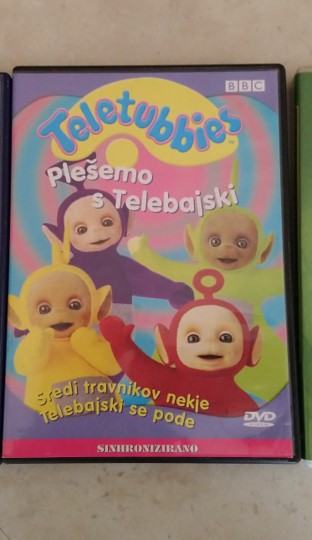 BBC
Teletubbies
Plešemo
s Telebajski
Sredi travnikov nekje
Telebajski se pode
DVD
SINHRONIZIRANO